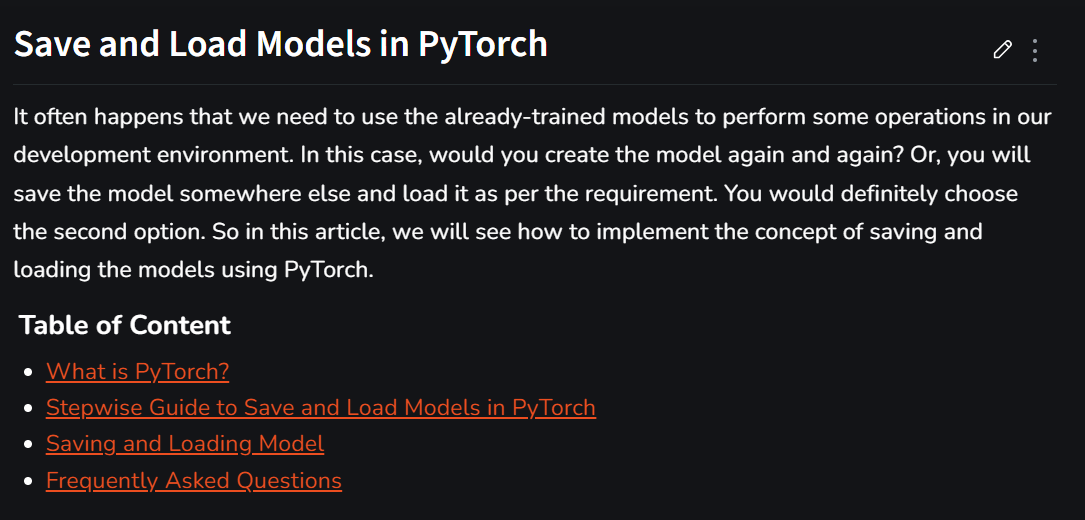 Save and Load Models in PyTorch
It often happens that we need to use the already-trained models to perform some operations in our
development environment. In this case, would you create the model again and again? Or, you will
save the model somewhere else and load it as per the requirement. You would definitely choose
the second option. So in this article, we will see how to implement the concept of saving and
loading the models using PyTorch.
Table of Content
What is PyTorch?
Stepwise Guide to Save and Load Models in PyTorch
Saving and Loading Model
Frequently Asked Questions